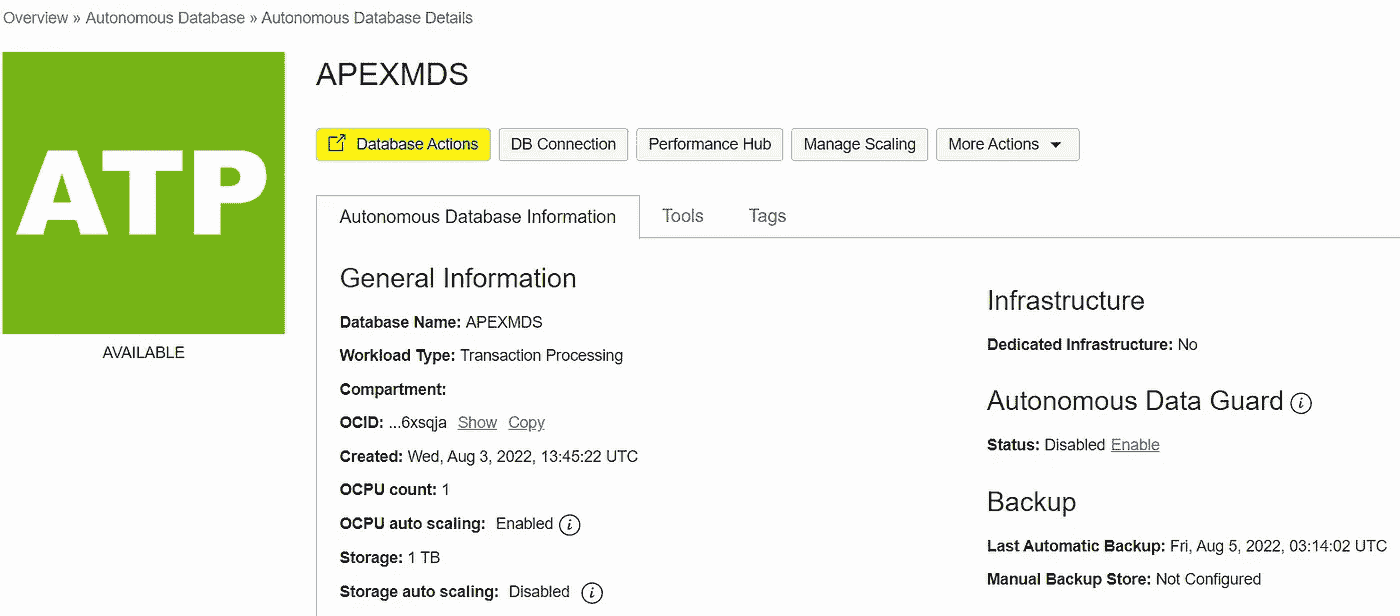 Overview » Autonomous Database » Autonomous Database Details
ATP
AVAILABLE
APEXMDS
Database Actions
DB Connection
Performance Hub
Manage Scaling
More Actions
Autonomous Database Information
Tools
Tags
General Information
Database Name: APEXMDS
Workload Type: Transaction Processing
Compartment:
OCID: ...6xsqja Show Copy
Created: Wed, Aug 3, 2022, 13:45:22 UTC
OCPU count: 1
OCPU auto scaling: Enabled i
Storage: 1 TB
Storage auto scaling: Disabled i
Infrastructure
Dedicated Infrastructure: No
Autonomous Data Guard i
Status: Disabled Enable
Backup
Last Automatic Backup: Fri, Aug 5, 2022, 03:14:02 UTC
Manual Backup Store: Not Configured